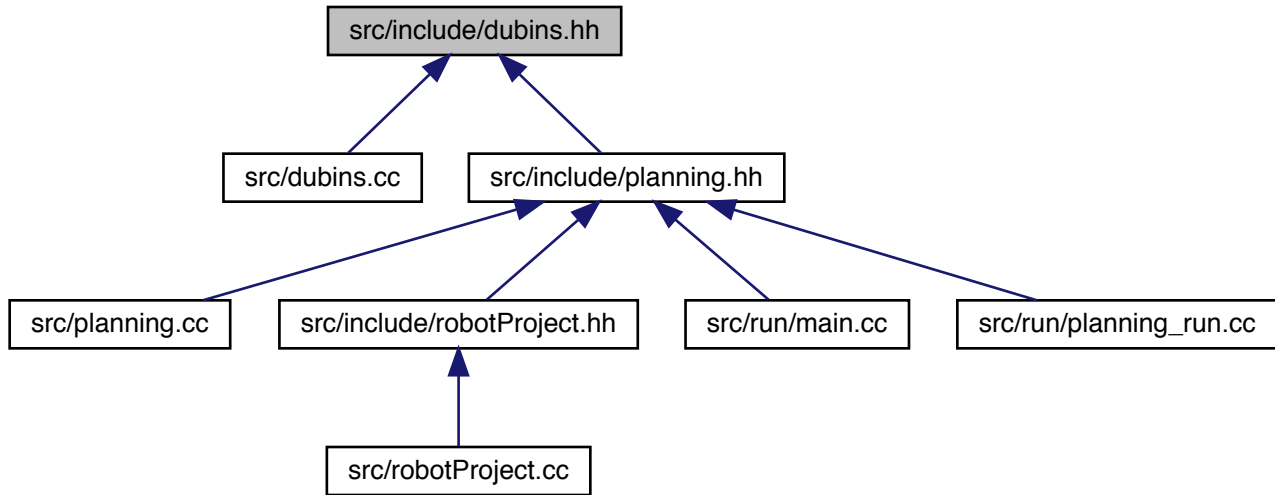 src/include/dubins.hh
src/dubins.cc
src/include/planning.hh
src/planning.cc
src/include/robotProject.hh
src/run/main.cc
src/run/planning_run.cc
src/robotProject.cc